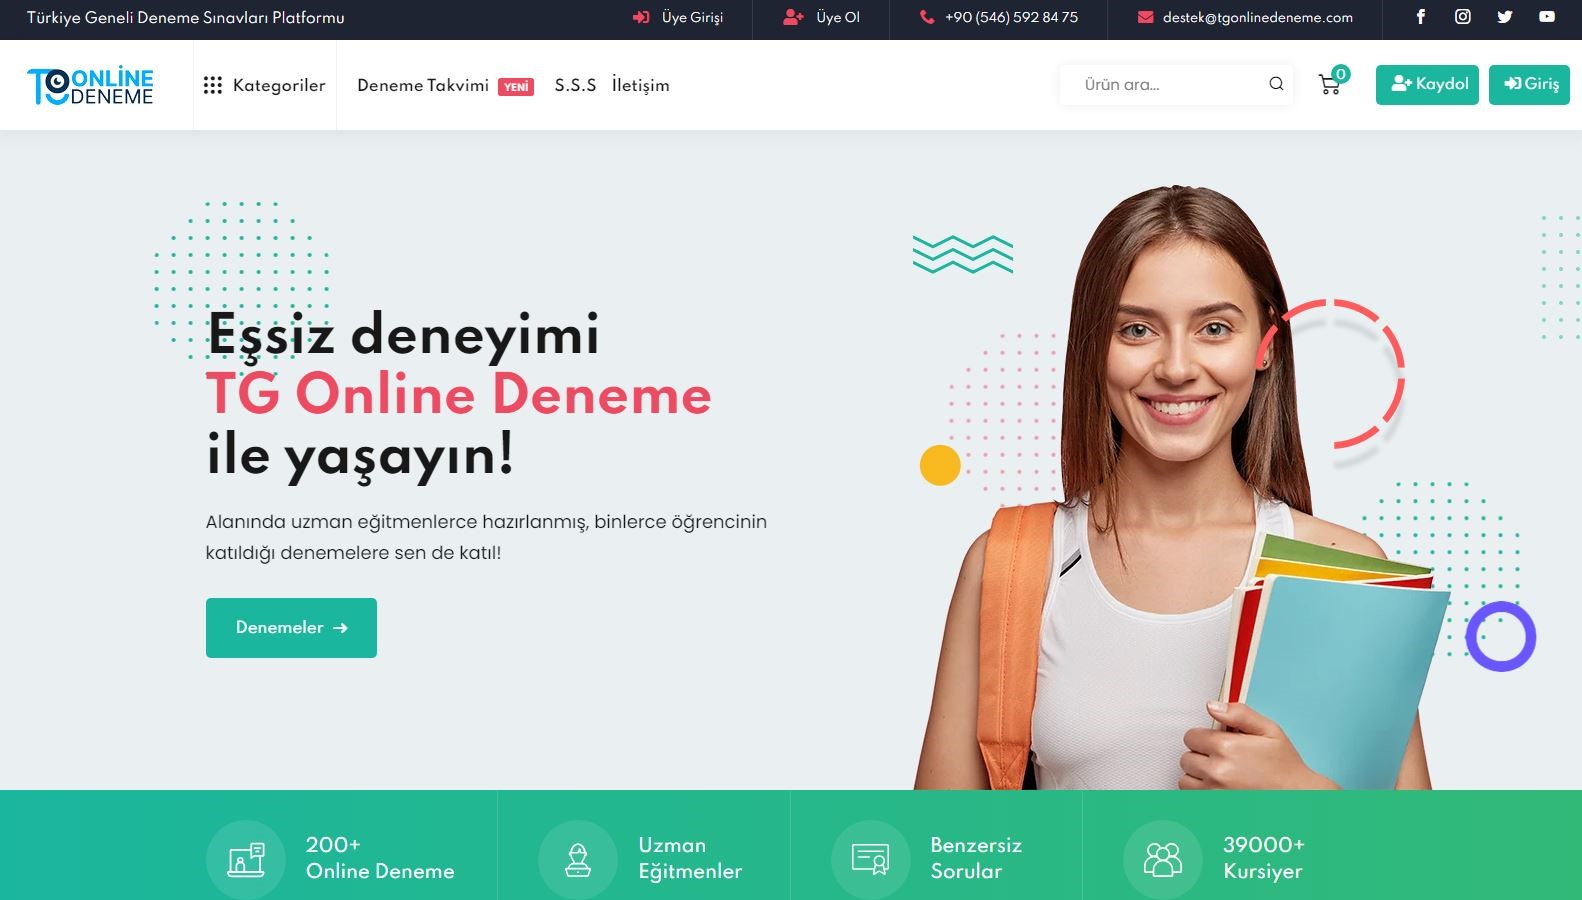 Türkiye Geneli Deneme Sınavları Platformu
Üye Girişi
Üye Ol
+90 (546) 592 84 75
destek@tgonlinedeneme.com
TG ONLİNE
DENEME
Kategoriler
Deneme Takvimi YENİ
S.S.S
İletişim
Ürün ara...
0
Kaydol
Giriş
Eşsiz deneyimi
TG Online Deneme
ile yaşayın!
Alanında uzman eğitmenlerce hazırlanmış, binlerce öğrencinin
katıldığı denemelere sen de katıl!
Denemeler
200+
Online Deneme
Uzman
Eğitmenler
Benzersiz
Sorular
39000+
Kursiyer